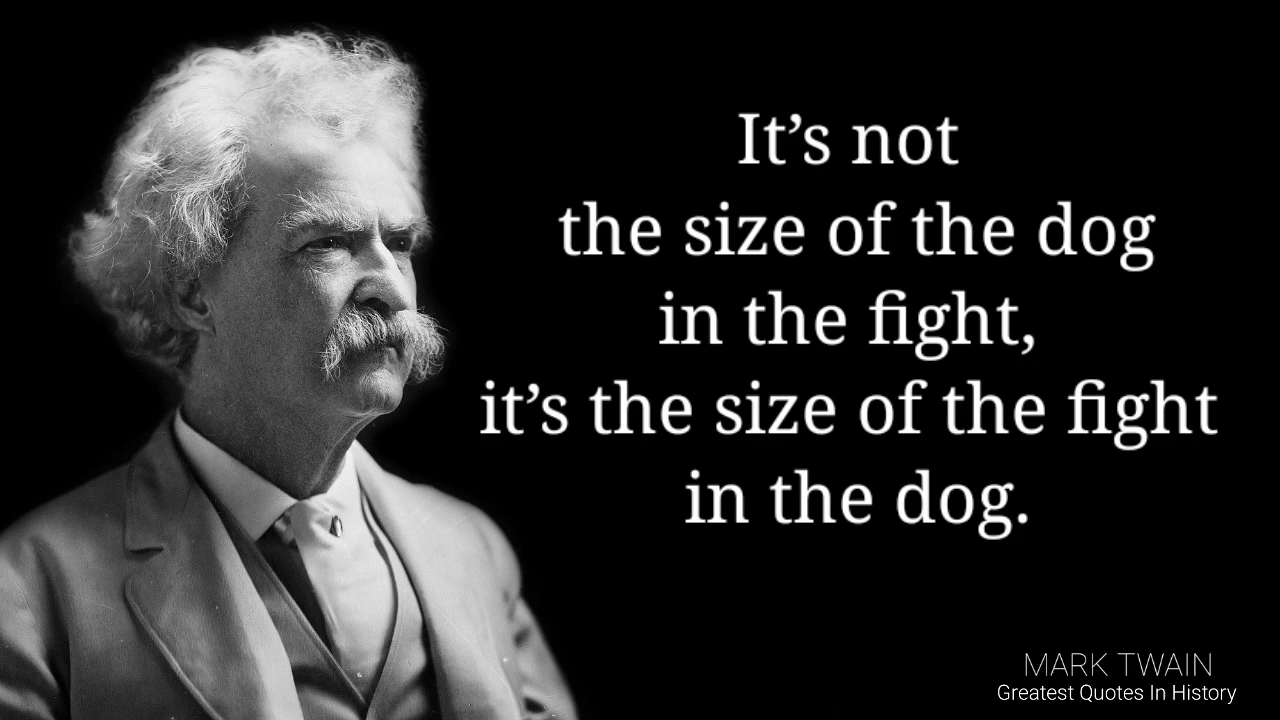 It’s not
the size of the dog
in the fight,
it’s the size of the fight
in the dog.
MARK TWAIN
Greatest Quotes In History